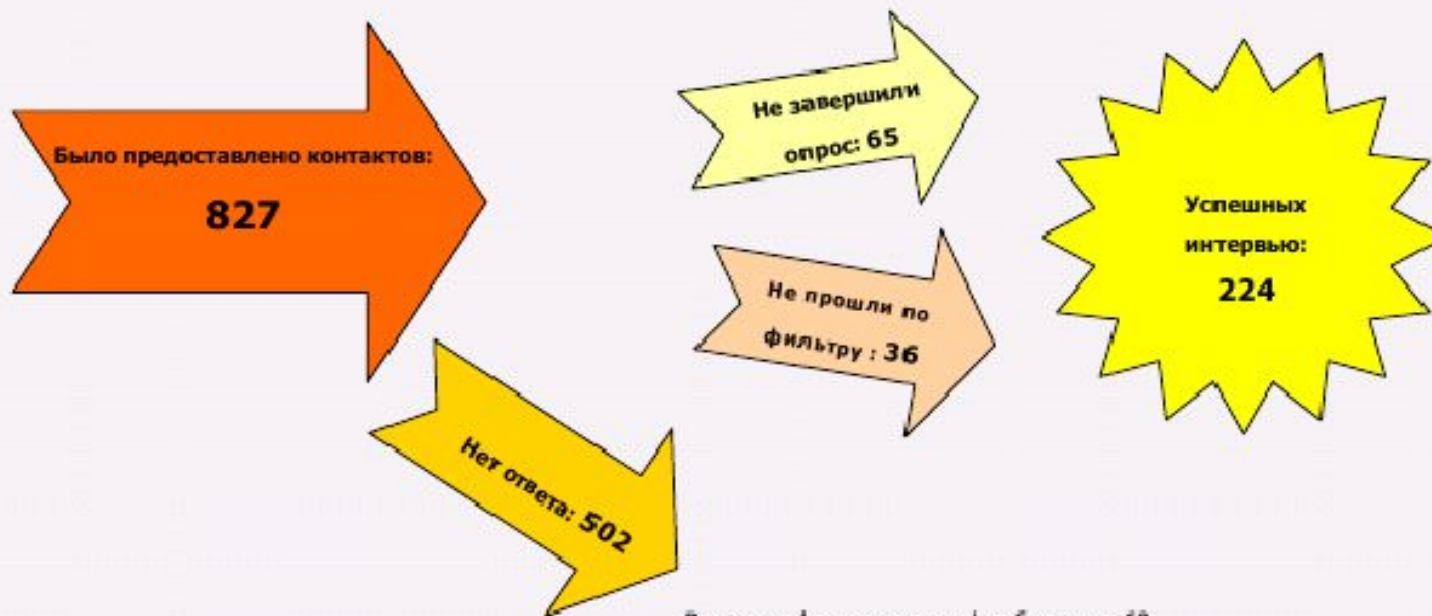 Было предоставлено контактов:
827
Не завершили
опрос: 65
Не прошли по
фильтру : 36
Нет ответа: 502
Успешных
интервью:
224